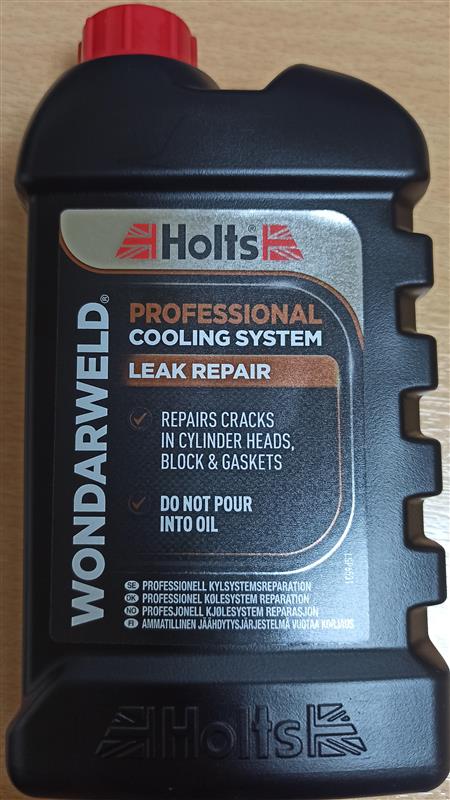 Holts®
WONDARWELD®
PROFESSIONAL
COOLING SYSTEM
LEAK REPAIR
REPAIRS CRACKS
IN CYLINDER HEADS,
BLOCK & GASKETS
DO NOT POUR
INTO OIL
SE PROFESSIONELL KYLSYSTEMSREPARATION
DK PROFESSIONEL KØLESYSTEM REPARATION
NO PROFESJONELL KJØLESYSTEM REPARASJON
FI AMMATILLINEN JÄÄHDYTYSJÄRJESTELMÄ VUOTAA KORJAUS
Holts